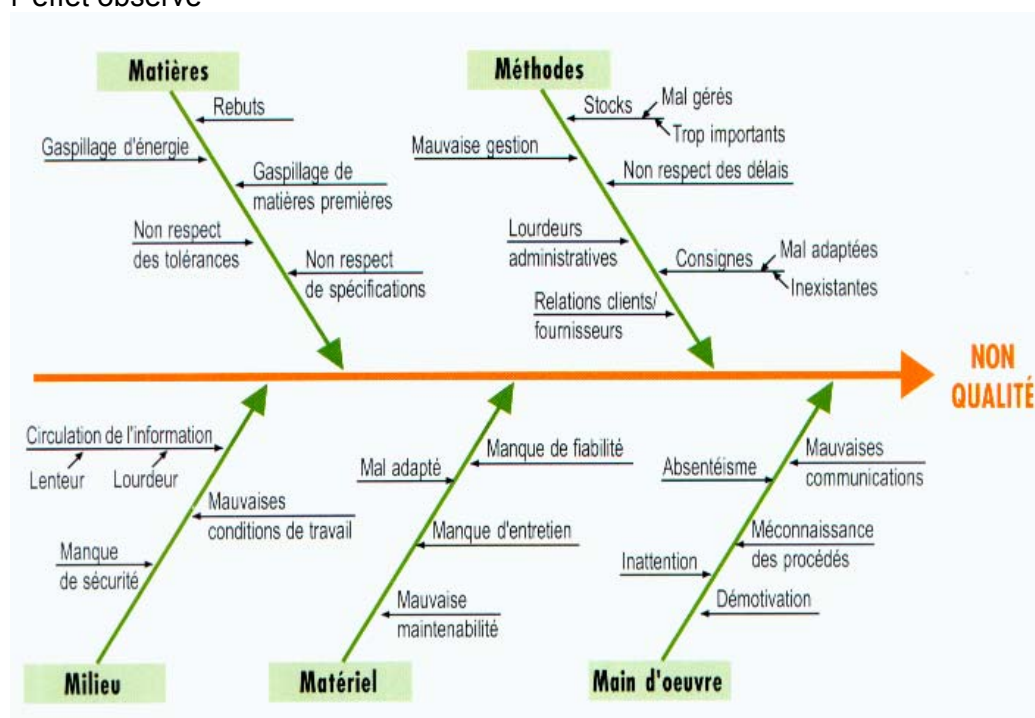 l'effet observé
Matières
Rebuts
Gaspillage d'énergie
Gaspillage de
matières premières
Non respect
des tolérances
Non respect
de spécifications
Méthodes
Stocks
Mal gérés
Trop importants
Mauvaise gestion
Non respect des délais
Lourdeurs
administratives
Consignes
Mal adaptées
Inexistantes
Relations clients/
fournisseurs
NON
QUALITÉ
Circulation de l'information
Lenteur
Lourdeur
Mauvaises
conditions de travail
Manque
de sécurité
Milieu
Manque de fiabilité
Mal adapté
Manque d'entretien
Mauvaise
maintenabilité
Matériel
Mauvaises
communications
Absentéisme
Méconnaissance
des procédés
Inattention
Démotivation
Main d'oeuvre